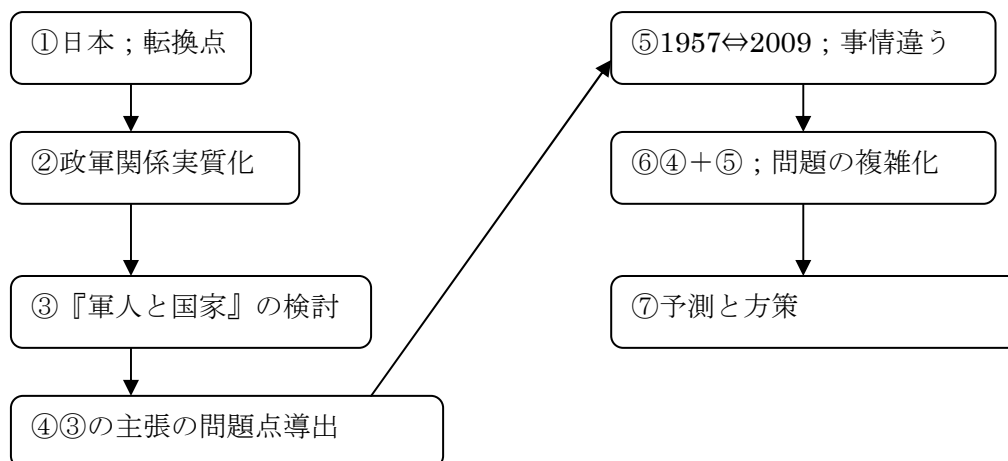 ①日本；転換点
②政軍関係実質化
③『軍人と国家』の検討
④③の主張の問題点導出
⑤1957⇔2009；事情違う
⑥④＋⑤；問題の複雑化
⑦予測と方策